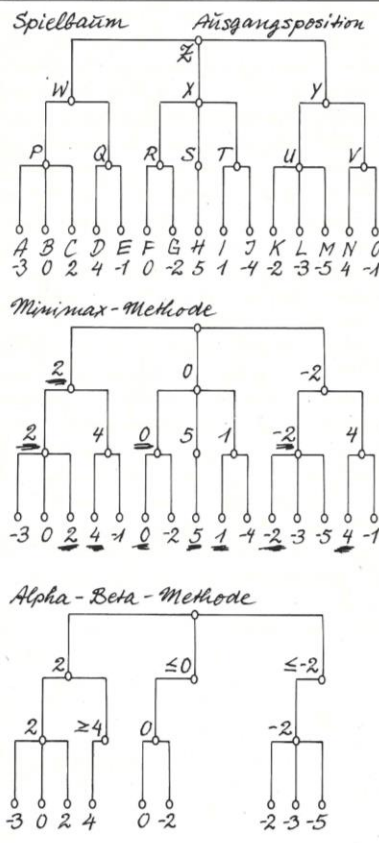 Spielbaum Ausgangsposition
Z
W X Y
P Q R S T U V
A B C D E F G H I J K L M N O
-3 0 2 4 -1 0 -2 5 1 -4 -2 -3 -5 4 -1
Minimax-Methode
2 0 -2
2 4 0 5 1 -2 4
-3 0 2 4 -1 0 -2 5 1 -4 -2 -3 -5 4 -1
Alpha-Beta-Methode
2 ≤0 ≤-2
2 ≥4 0 -2
-3 0 2 4 0 -2 -2 -3 -5